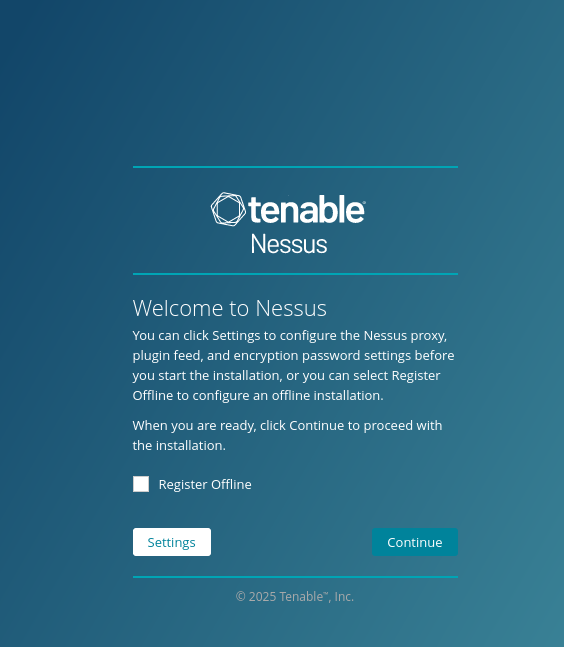 tenable
Nessus
Welcome to Nessus
You can click Settings to configure the Nessus proxy,
plugin feed, and encryption password settings before
you start the installation, or you can select Register
Offline to configure an offline installation.
When you are ready, click Continue to proceed with
the installation.
Register Offline
Settings
Continue
© 2025 Tenable™, Inc.